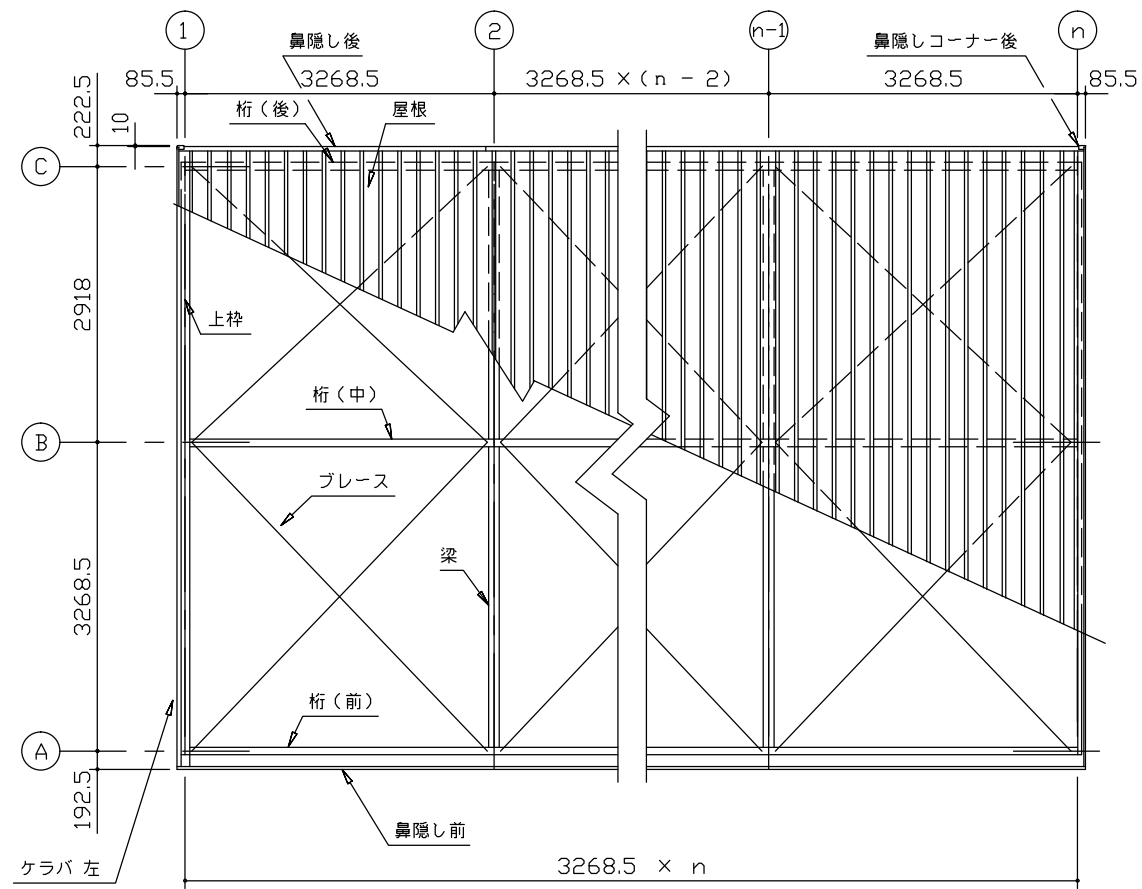 1
2
n-1
n
鼻隠し後
鼻隠しコーナー後
85.5
3268.5
3268.5 ×(n - 2)
3268.5
85.5
222.5
10
桁(後)
屋根
C
2918
上枠
桁(中)
B
ブレース
梁
3268.5
桁(前)
A
192.5
鼻隠し前
ケラバ 左
3268.5 × n